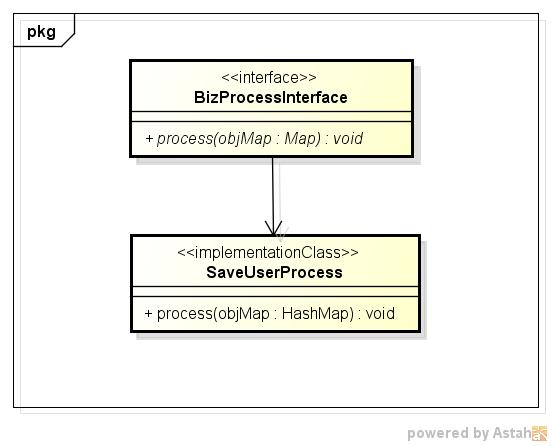 pkg
<<interface>>
BizProcessInterface
+ process(objMap : Map) : void
<<implementationClass>>
SaveUserProcess
+ process(objMap : HashMap) : void
powered by Astah